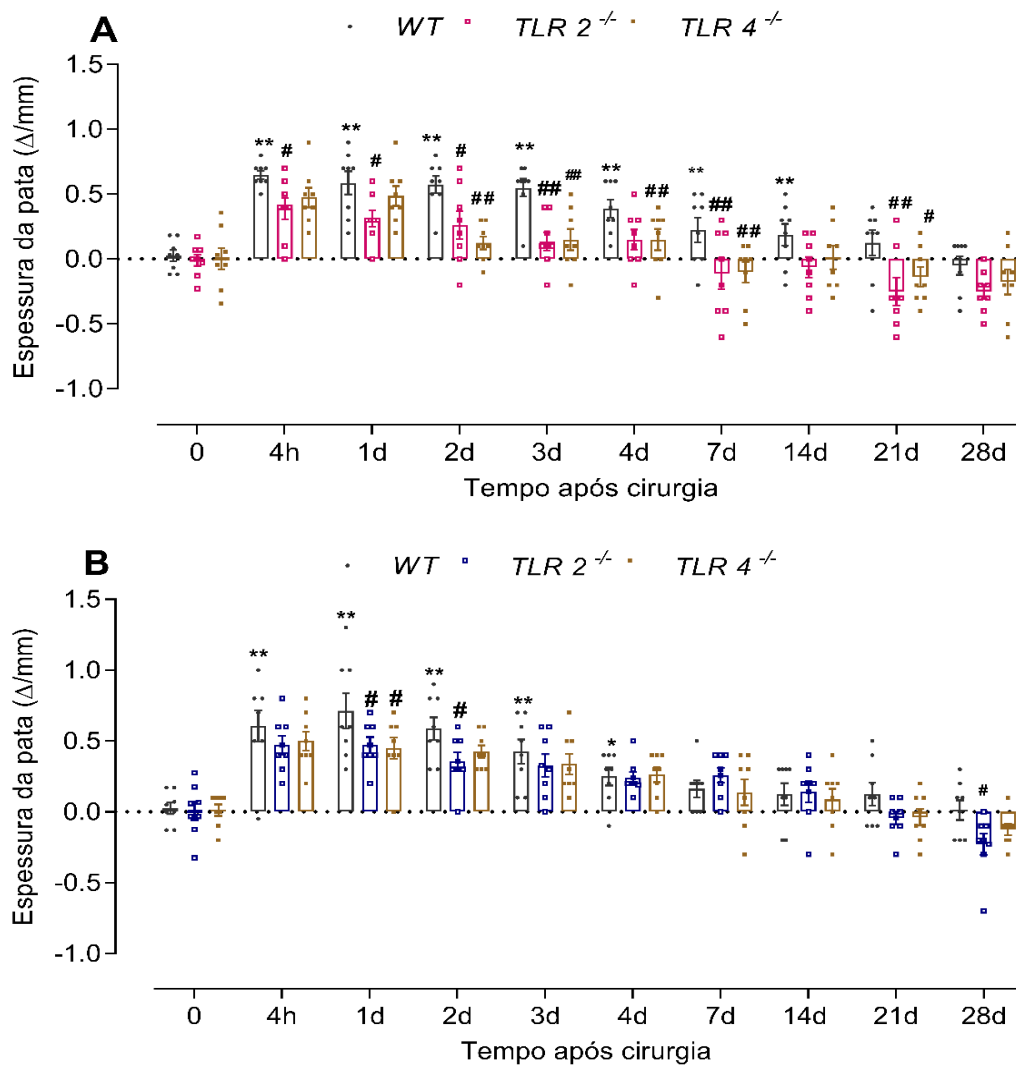 A
WT TLR 2 -/- TLR 4 -/-
Espessura da pata (Δ/mm)
1.5
1.0
0.5
0.0
-0.5
-1.0
** # ** # ** # ## ** ## ## ** ## ** ## ## ** ## #
0 4h 1d 2d 3d 4d 7d 14d 21d 28d
Tempo após cirurgia
B
WT TLR 2 -/- TLR 4 -/-
Espessura da pata (Δ/mm)
1.5
1.0
0.5
0.0
-0.5
-1.0
** ** # # ** # ** * #
0 4h 1d 2d 3d 4d 7d 14d 21d 28d
Tempo após cirurgia